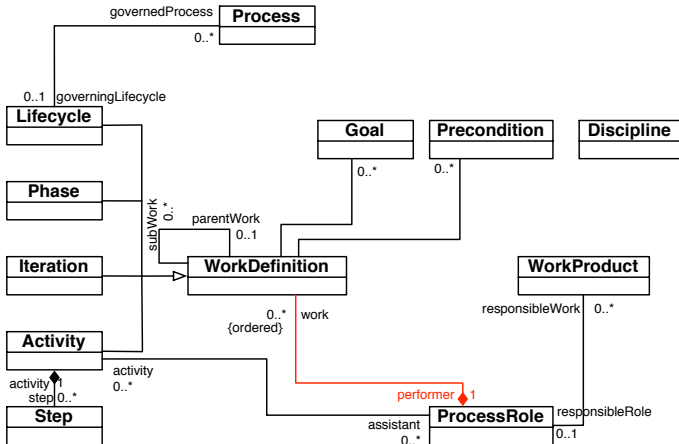 governedProcess
Process
0..*
0..1 governingLifecycle
Lifecycle
Goal
Precondition
Discipline
0..*
0..*
Phase
subWork
0..*
parentWork
0..1
Iteration
WorkDefinition
WorkProduct
0..*
{ordered}
work
responsibleWork
0..*
Activity
activity
0..*
activity 1
step 0..*
performer
1
Step
ProcessRole
assistant
0..*
responsibleRole
0..1